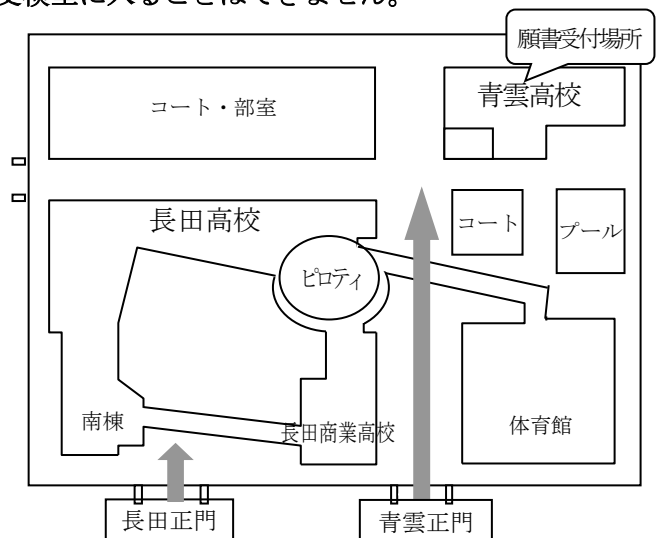 受検室に入ることはできません。
願書受付場所
青雲高校
コート・部室
長田高校
コート
プール
ピロティ
南棟
長田商業高校
体育館
長田正門
青雲正門